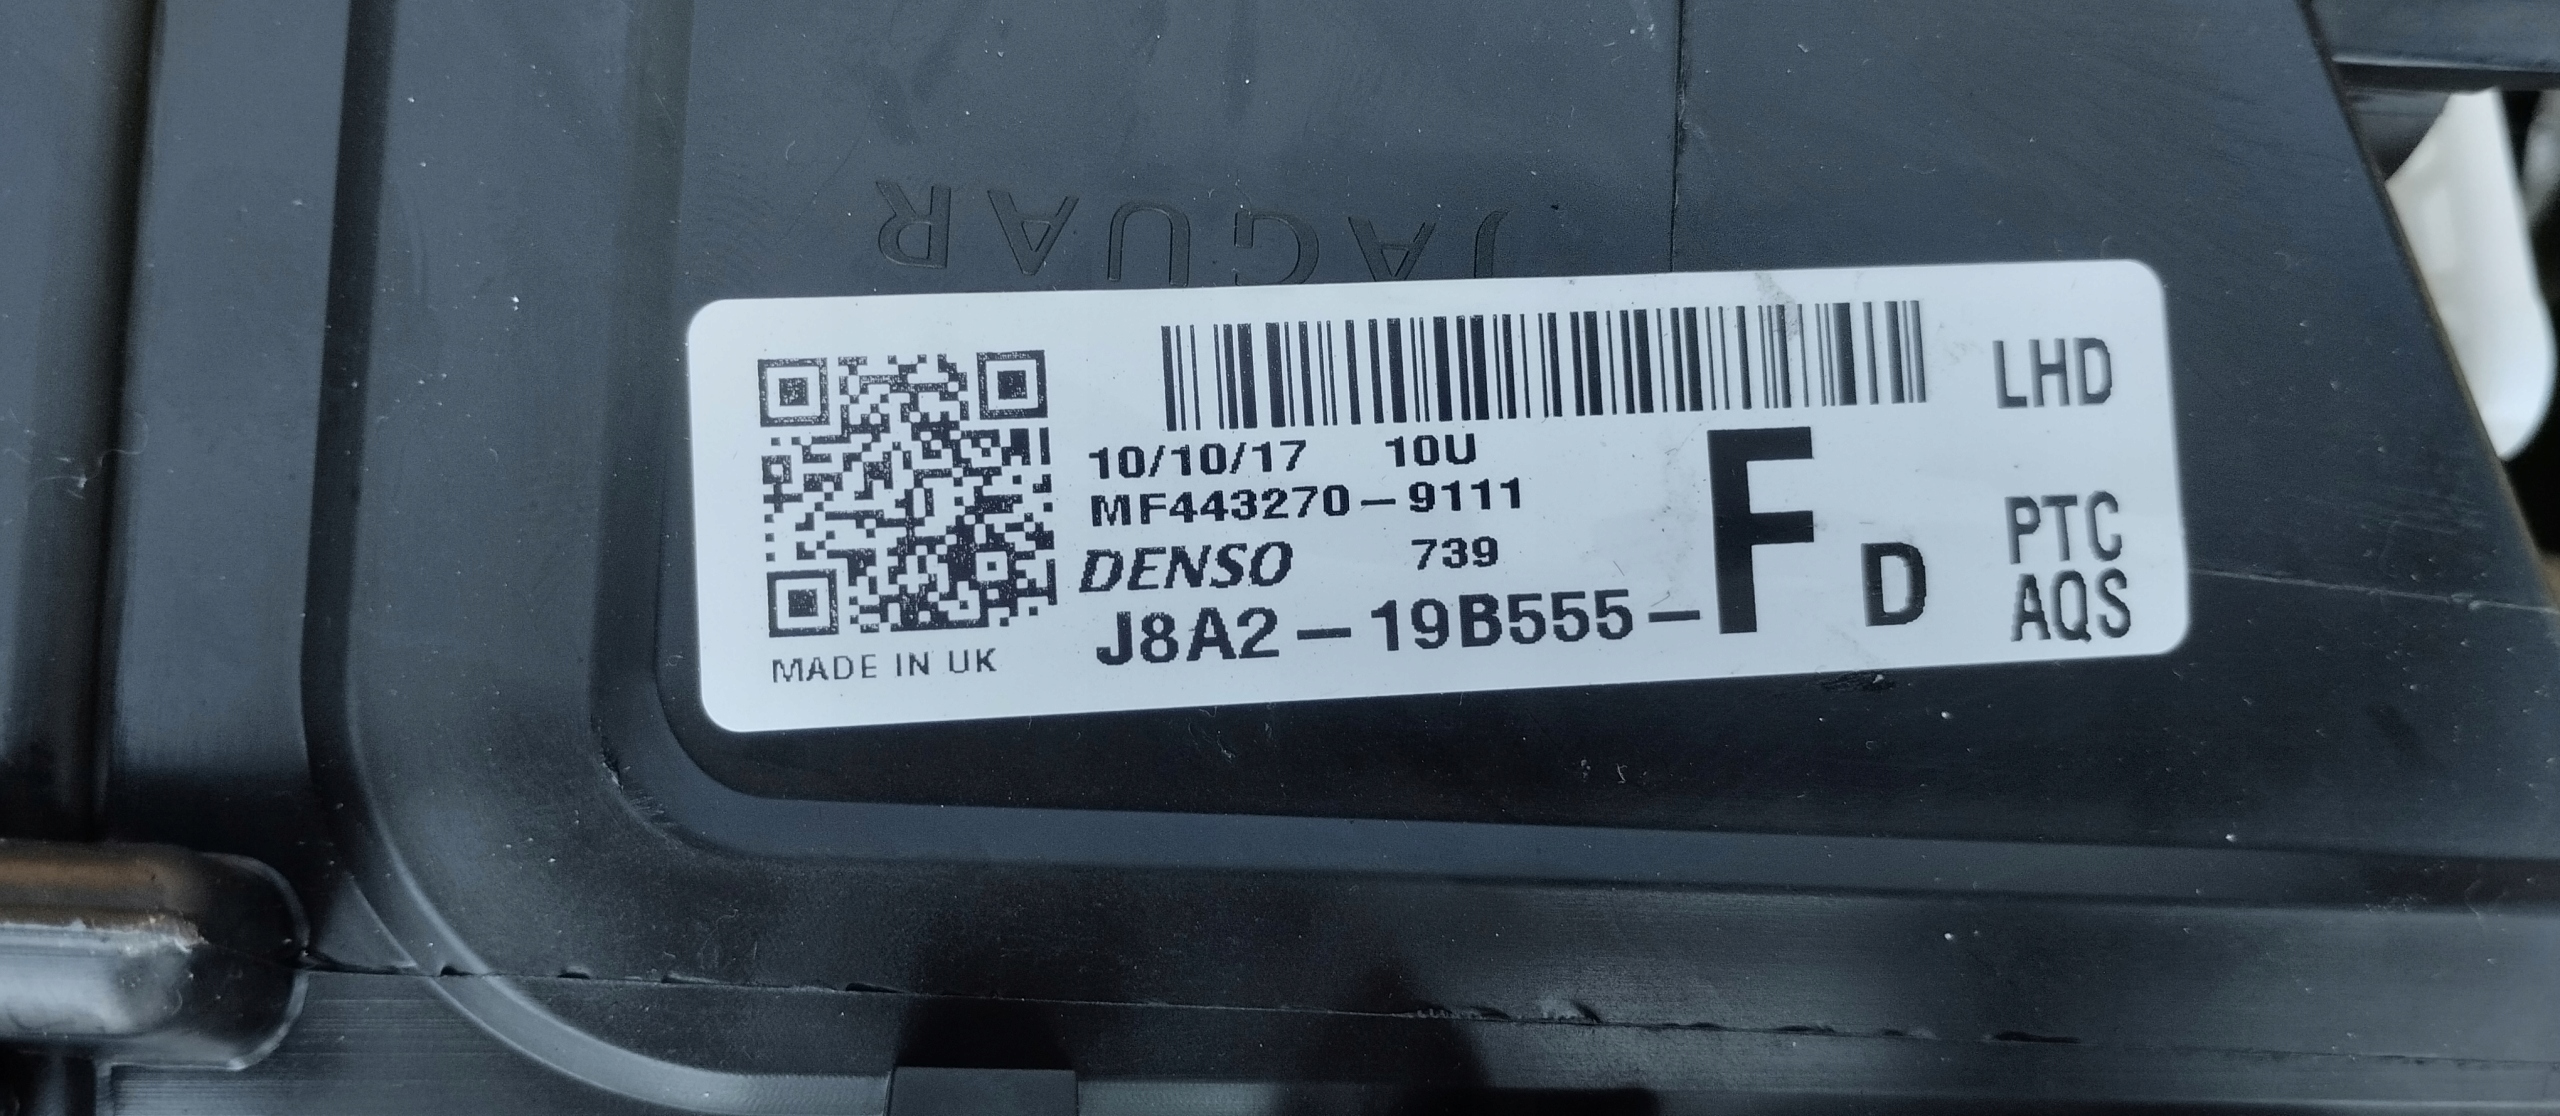 JAGUAR
LHD
10/10/17 10U
MF443270-9111
DENSO 739
J8A2-19B555-F D
PTC
AQS
MADE IN UK